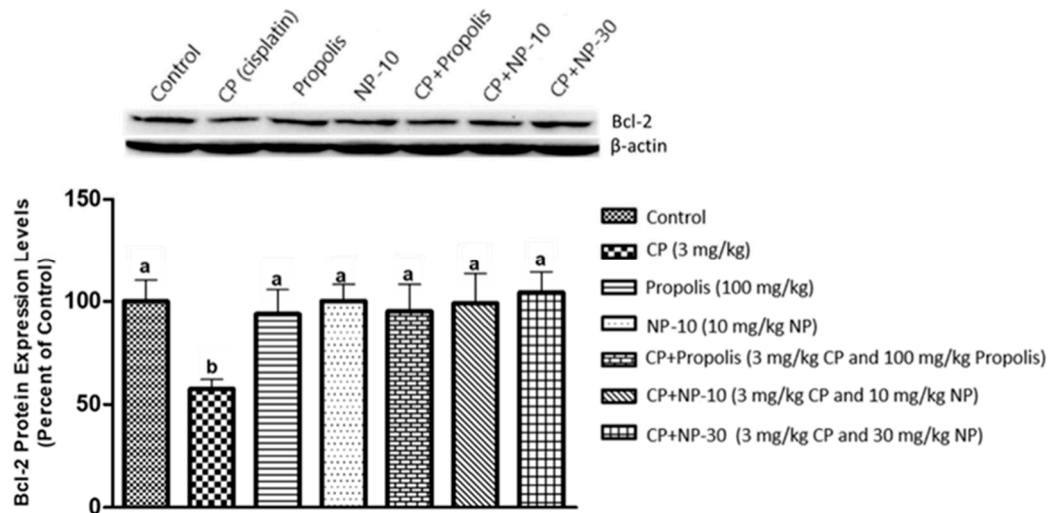 Control
CP (cisplatin)
Propolis
NP-10
CP+Propolis
CP+NP-10
CP+NP-30
Bcl-2
β-actin
Bcl-2 Protein Expression Levels
(Percent of Control)
150
100
50
0
a
b
a
a
a
a
a
Control
CP (3 mg/kg)
Propolis (100 mg/kg)
NP-10 (10 mg/kg NP)
CP+Propolis (3 mg/kg CP and 100 mg/kg Propolis)
CP+NP-10 (3 mg/kg CP and 10 mg/kg NP)
CP+NP-30 (3 mg/kg CP and 30 mg/kg NP)